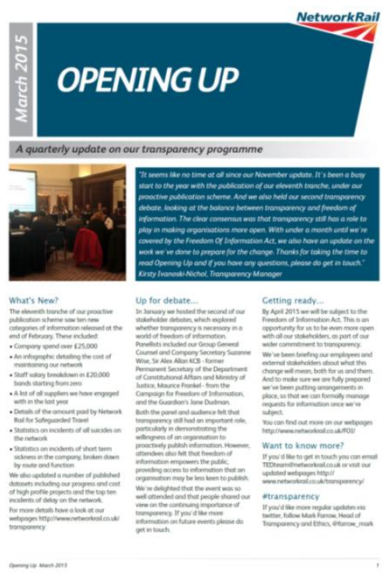 NetworkRail
March 2015
OPENING UP
A quarterly update on our transparency programme
"It seems like no time at all since our November update. It's been a busy
start to the year with the publication of our eleventh tranche, under our
proactive publication scheme. And we also held our second transparency
debate, looking at the balance between transparency and freedom of
information. The clear consensus was that transparency still has a role to
play in making organisations more open. With under a month until we're
covered by the Freedom Of Information Act, we also have an update on the
work we've done to prepare for the change. Thanks for taking the time to
read Opening Up and if you have any questions, please do get in touch."
Kirsty Ivanoski-Nichol, Transparency Manager
What's New?
The eleventh tranche of our proactive
publication scheme saw ten new
categories of information released at the
end of February. These included:
• Company spend over £25,000
• An infographic detailing the cost of
maintaining our network
• Staff salary breakdown in £20,000
bands starting from zero
• A list of all suppliers we have engaged
with in the last year
• Details of the amount paid by Network
Rail for Safeguarded Travel
• Statistics on incidents of all suicides on
the network
• Statistics on incidents of short term
sickness in the company, broken down
by route and function
We also updated a number of published
datasets including our progress and cost
of high profile projects and the top ten
incidents of delay on the network.
For more details have a look at our
webpages http://www.networkrail.co.uk/
transparency
Up for debate...
In January we hosted the second of our
stakeholder debates, which explored
whether transparency is necessary in a
world of freedom of information.
Panellists included our Group General
Counsel and Company Secretary Suzanne
Wise, Sir Alex Allan KCB - former
Permanent Secretary of the Department
of Constitutional Affairs and Ministry of
Justice, Maurice Frankel - from the
Campaign for Freedom of Information,
and the Guardian's Jane Dudman.
Both the panel and audience felt that
transparency still had an important role,
particularly in demonstrating the
willingness of an organisation to
proactively publish information. However,
attendees also felt that freedom of
information empowers the public,
providing access to information that an
organisation may be less keen to publish.
We're delighted that the event was so
well attended and that people shared our
view on the continuing importance of
transparency. If you'd like more
information on future events please do
get in touch.
Getting ready...
By April 2015 we will be subject to the
Freedom of Information Act. This is an
opportunity for us to be even more open
with all our stakeholders, as part of our
wider commitment to transparency.
We've been briefing our employees and
external stakeholders about what this
change will mean, both for us and them.
And to make sure we are fully prepared
we've been putting arrangements in
place, so that we can formally manage
requests for information once we're
subject.
You can find out more on our webpages
http://www.networkrail.co.uk/FOI/
Want to know more?
If you'd like to get in touch you can email
TEDteam@networkrail.co.uk or visit our
updated webpages http://
www.networkrail.co.uk/transparency/
#transparency
If you'd like more regular updates via
twitter, follow Mark Farrow, Head of
Transparency and Ethics, @farrow_mark
Opening Up March 2015
1